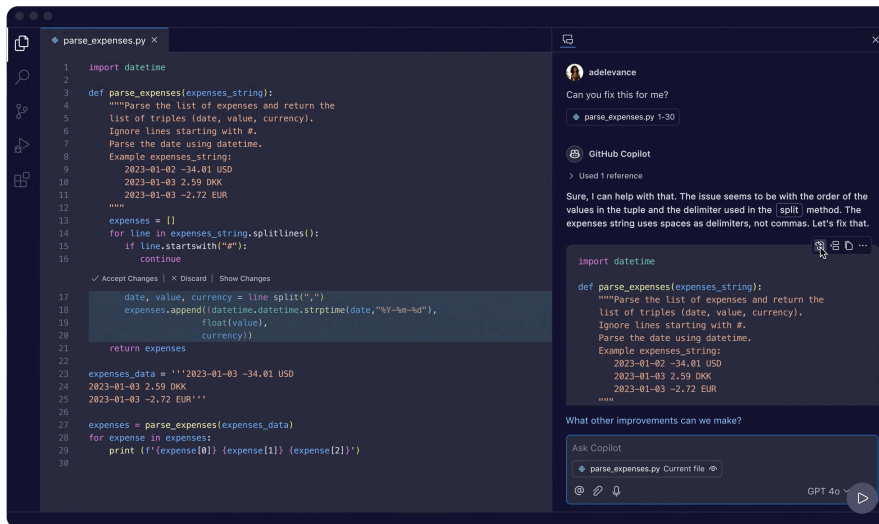 parse_expenses.py ×
1 import datetime
2
3 def parse_expenses(expenses_string):
4 """Parse the list of expenses and return the
5 list of triples (date, value, currency).
6 Ignore lines starting with #.
7 Parse the date using datetime.
8 Example expenses_string:
9 2023-01-02 -34.01 USD
10 2023-01-03 2.59 DKK
11 2023-01-03 -2.72 EUR
12 """
13 expenses = []
14 for line in expenses_string.splitlines():
15 if line.startswith("#"):
16 continue
✓ Accept Changes | × Discard | Show Changes
17 date, value, currency = line split(",")
18 expenses.append((datetime.datetime.strptime(date,"%Y-%m-%d"),
19 float(value),
20 currency))
21 return expenses
22
23 expenses_data = '''2023-01-03 -34.01 USD
24 2023-01-03 2.59 DKK
25 2023-01-03 -2.72 EUR'''
26
27 expenses = parse_expenses(expenses_data)
28 for expense in expenses:
29 print (f'{expense[0]} {expense[1]} {expense[2]}')
30
×
adelevance
Can you fix this for me?
parse_expenses.py 1-30
GitHub Copilot
> Used 1 reference
Sure, I can help with that. The issue seems to be with the order of the
values in the tuple and the delimiter used in the split method. The
expenses string uses spaces as delimiters, not commas. Let's fix that.
import datetime
def parse_expenses(expenses_string):
"""Parse the list of expenses and return the
list of triples (date, value, currency).
Ignore lines starting with #.
Parse the date using datetime.
Example expenses_string:
2023-01-02 -34.01 USD
2023-01-03 2.59 DKK
2023-01-03 -2.72 EUR
"""
What other improvements can we make?
Ask Copilot
parse_expenses.py Current file
@ GPT 4o